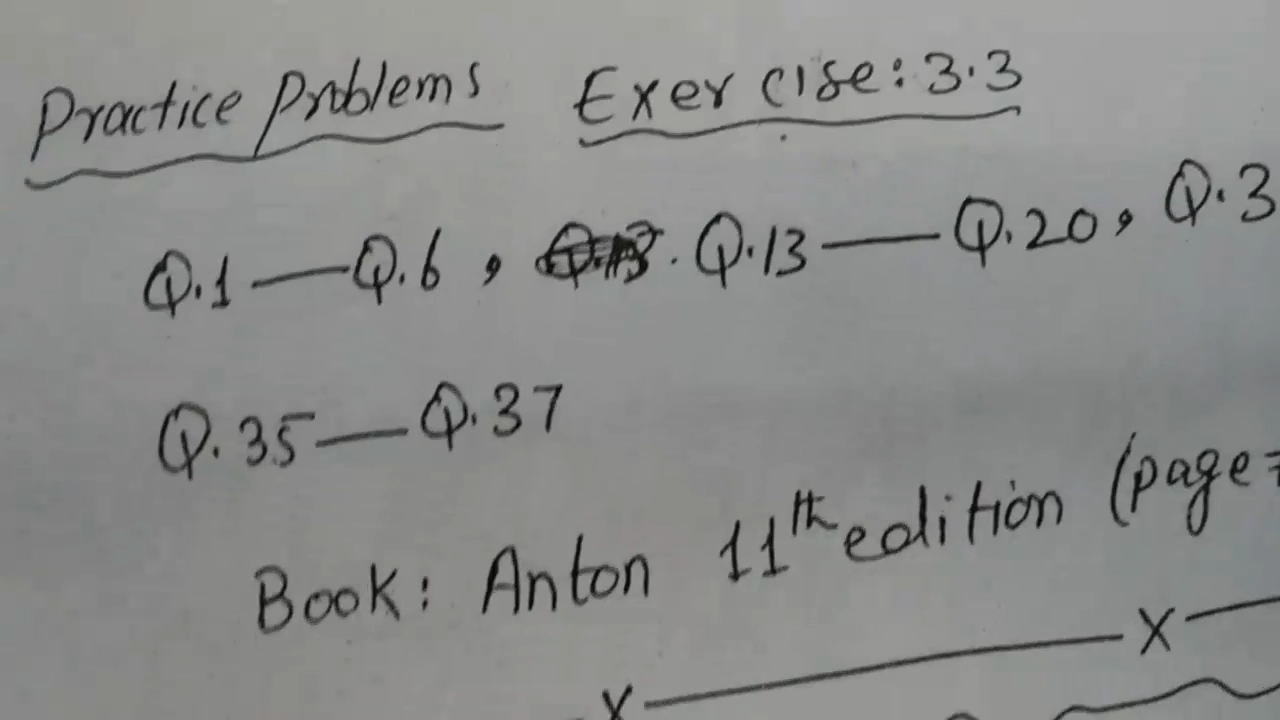 Practice Problems Exercise: 3.3
Q.1 — Q.6 , Q.13 — Q.20 , Q.3
Q.35 — Q.37
Book: Anton 11th edition (page=
x — x —